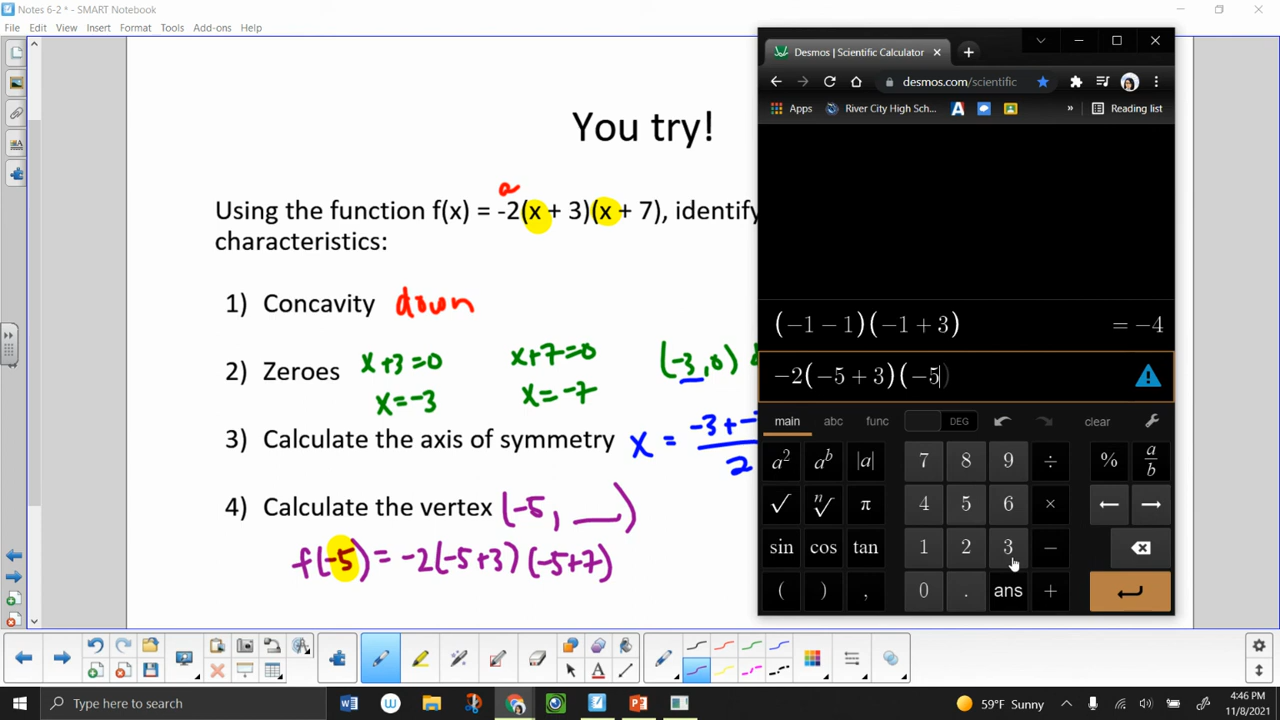 Notes 6-2 * - SMART Notebook
File Edit View Insert Format Tools Add-ons Help
You try!
a
Using the function f(x) = -2(x + 3)(x + 7), identify
characteristics:
1) Concavity down
2) Zeroes x+3=0 x+7=0 (-3,0)
x=-3 x=-7
3) Calculate the axis of symmetry x = -3+-
2
4) Calculate the vertex (-5, __)
f(-5) = -2(-5+3)(-5+7)
Desmos | Scientific Calculator
desmos.com/scientific
Apps River City High Sch... » Reading list
(−1 − 1)(−1 + 3) = −4
−2(−5 + 3)(−5)
main abc func DEG clear
a² aᵇ |a| 7 8 9 ÷ % a/b
√ ⁿ√ π 4 5 6 × ← →
sin cos tan 1 2 3 −
( ) , 0 . ans +
Type here to search
59°F Sunny
4:46 PM
11/8/2021